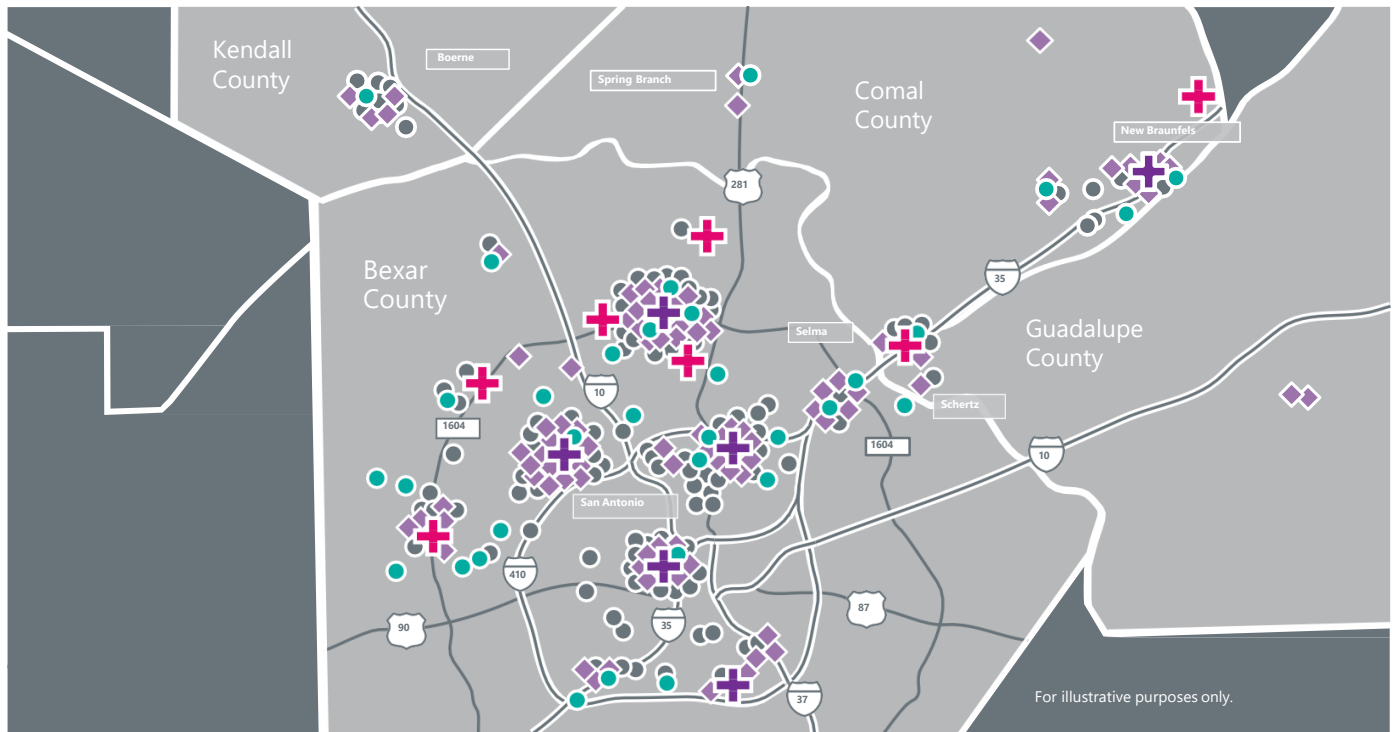 Kendall
County
Boerne
Spring Branch
Comal
County
New Braunfels
281
Bexar
County
35
Selma
Guadalupe
County
10
Schertz
1604
1604
10
San Antonio
410
90
35
87
37
For illustrative purposes only.